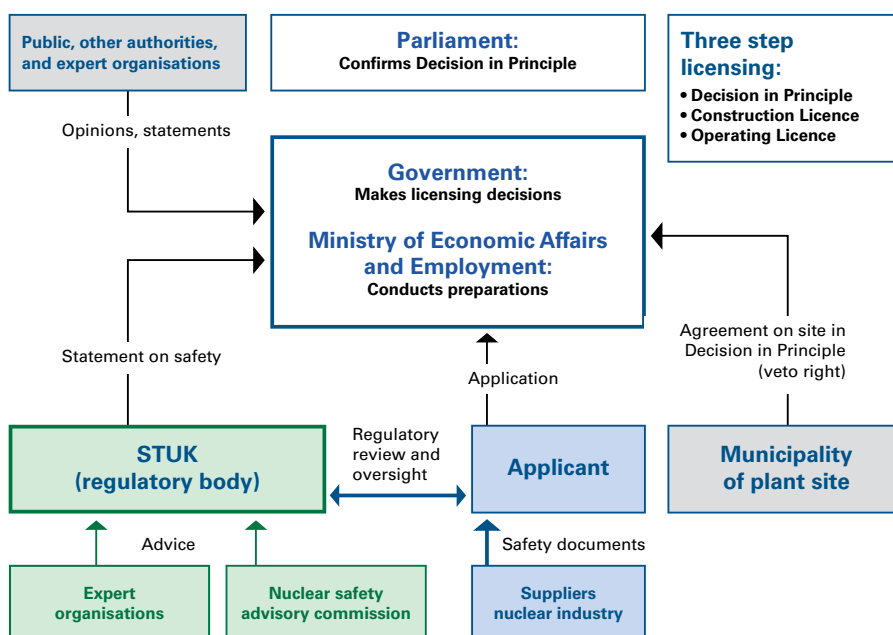 Public, other authorities,
and expert organisations
Parliament:
Confirms Decision in Principle
Three step
licensing:
• Decision in Principle
• Construction Licence
• Operating Licence
Opinions, statements
Government:
Makes licensing decisions
Ministry of Economic Affairs
and Employment:
Conducts preparations
Statement on safety
Application
Agreement on site in
Decision in Principle
(veto right)
STUK
(regulatory body)
Regulatory
review and
oversight
Applicant
Municipality
of plant site
Advice
Safety documents
Expert
organisations
Nuclear safety
advisory commission
Suppliers
nuclear industry